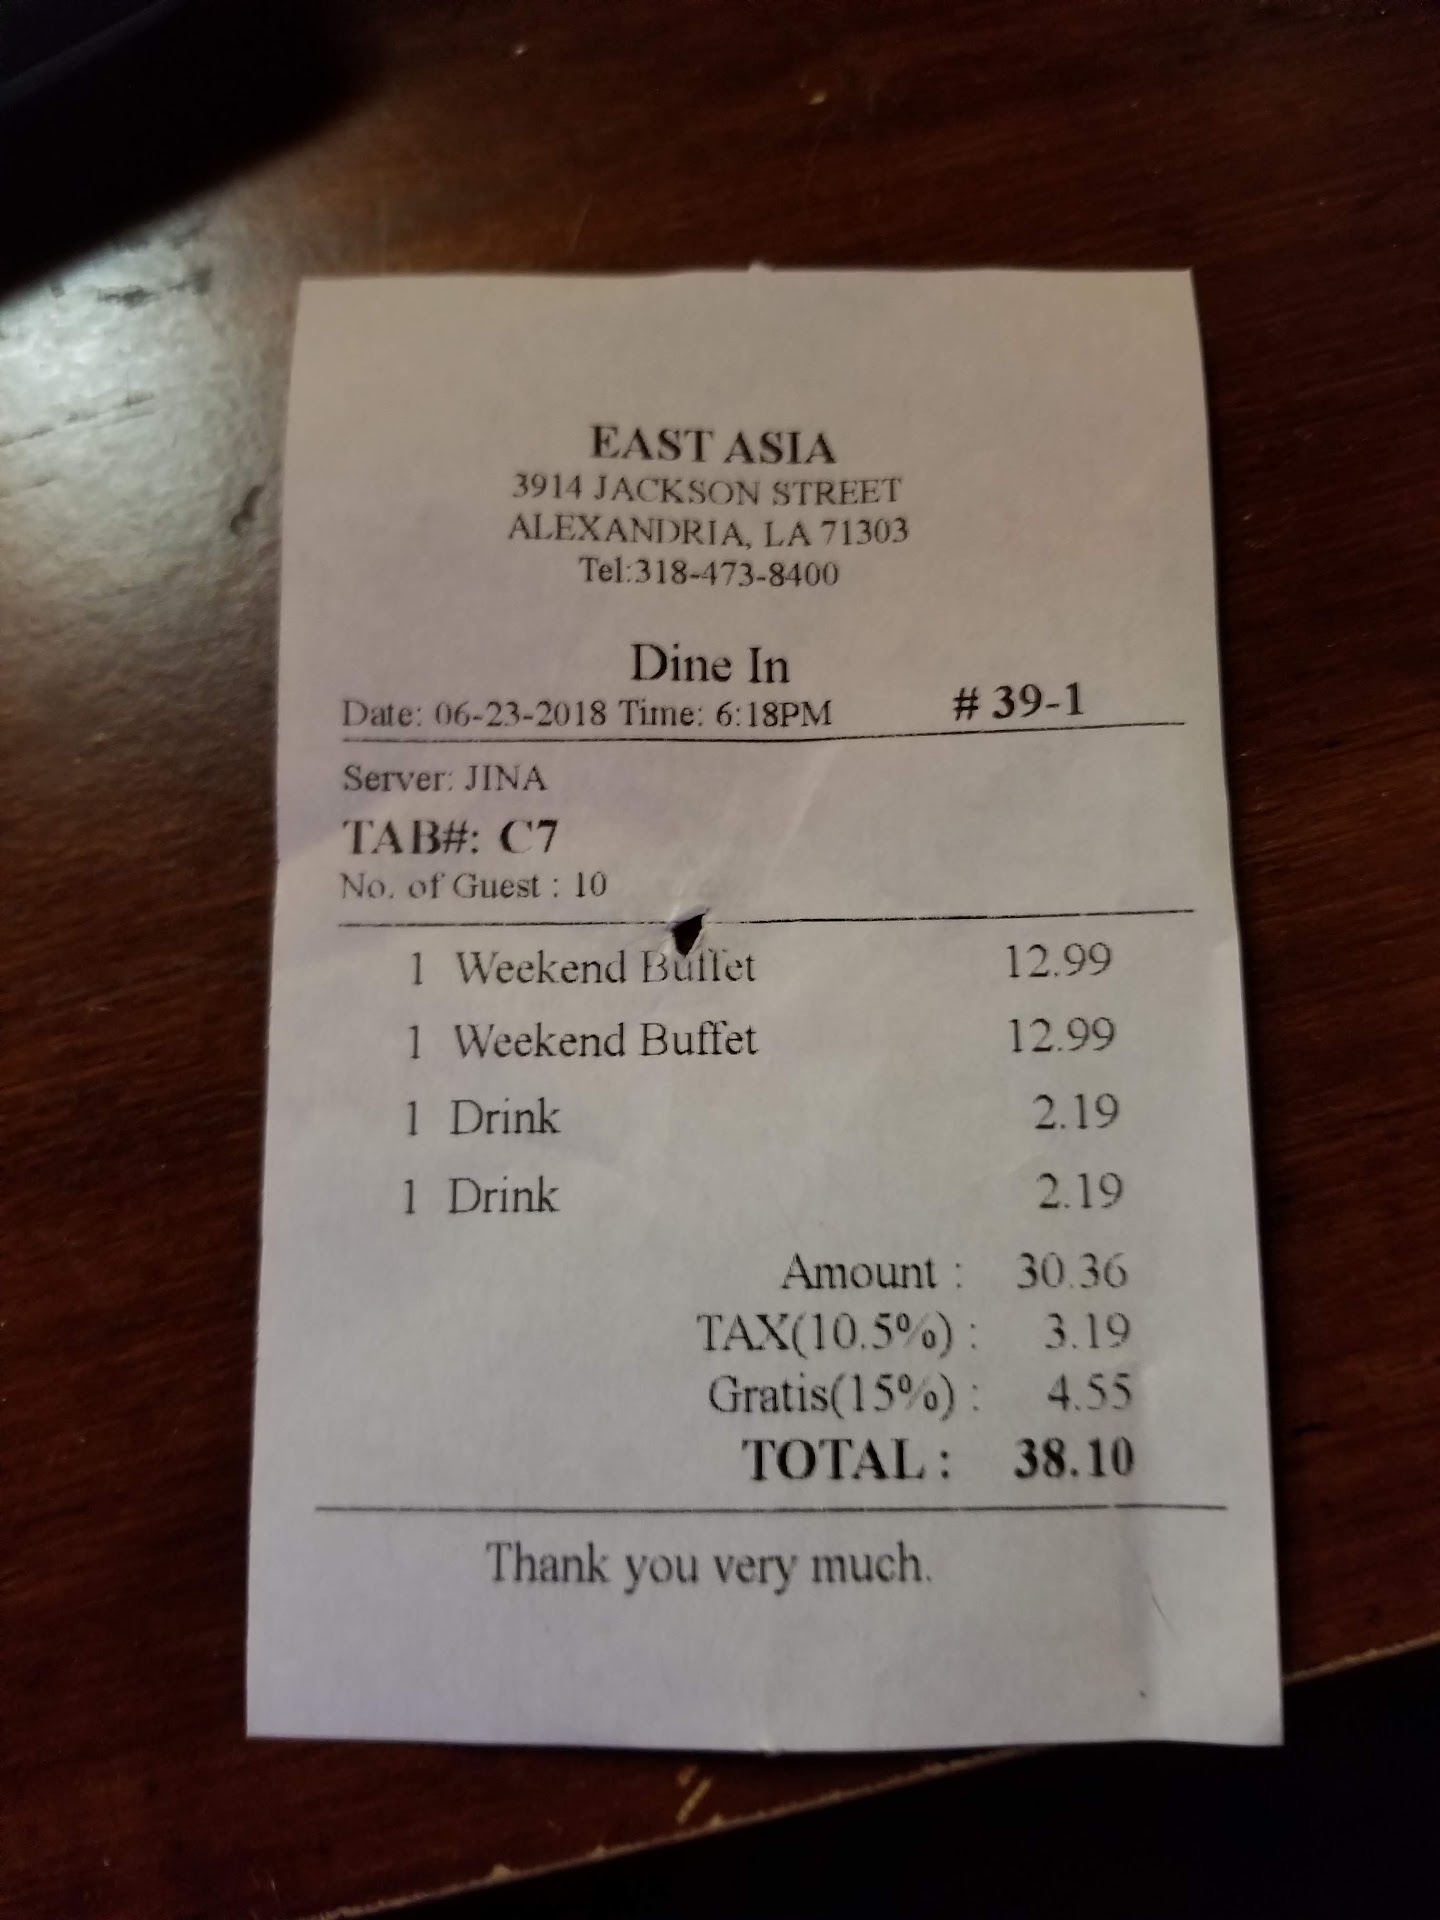 EAST ASIA
3914 JACKSON STREET
ALEXANDRIA, LA 71303
Tel:318-473-8400
Dine In
Date: 06-23-2018 Time: 6:18PM # 39-1
Server: JINA
TAB#: C7
No. of Guest : 10
1 Weekend Buffet 12.99
1 Weekend Buffet 12.99
1 Drink 2.19
1 Drink 2.19
Amount : 30.36
TAX(10.5%) : 3.19
Gratis(15%) : 4.55
TOTAL : 38.10
Thank you very much.